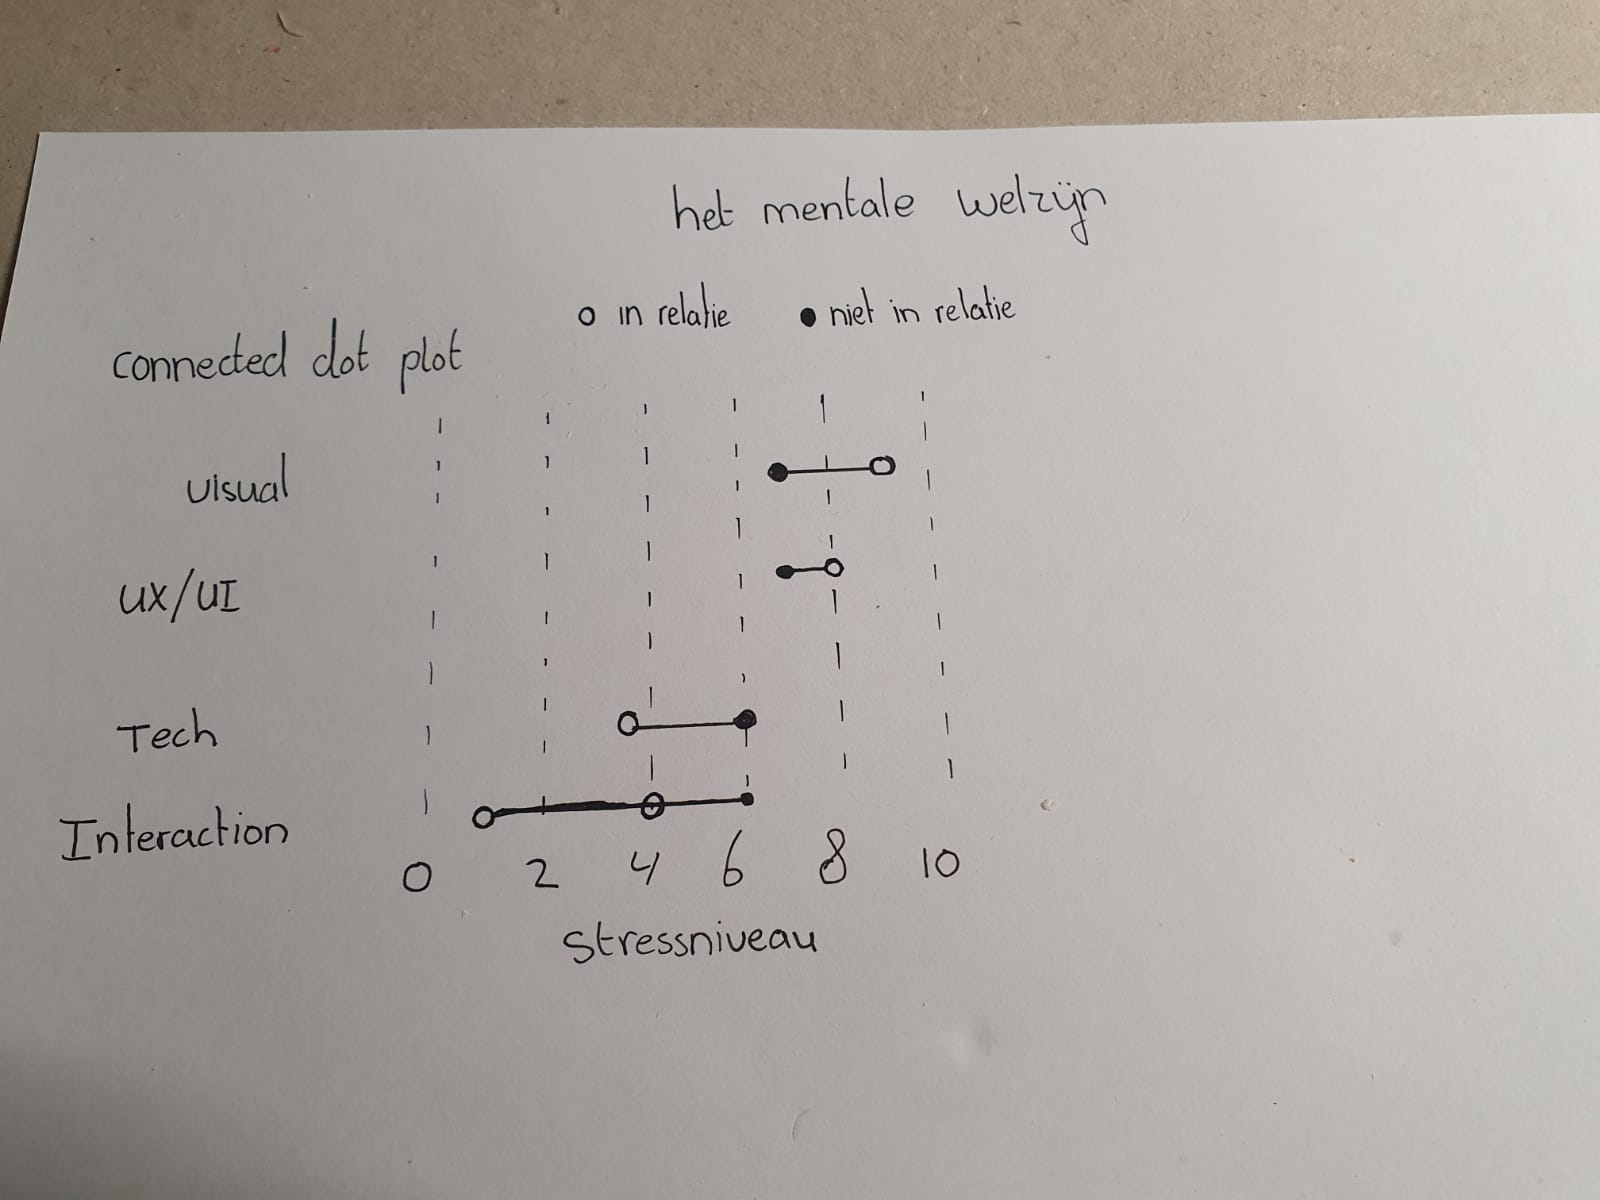 het mentale welzijn
o in relatie ● niet in relatie
connected dot plot
visual
UX/UI
Tech
Interaction
0 2 4 6 8 10
Stressniveau